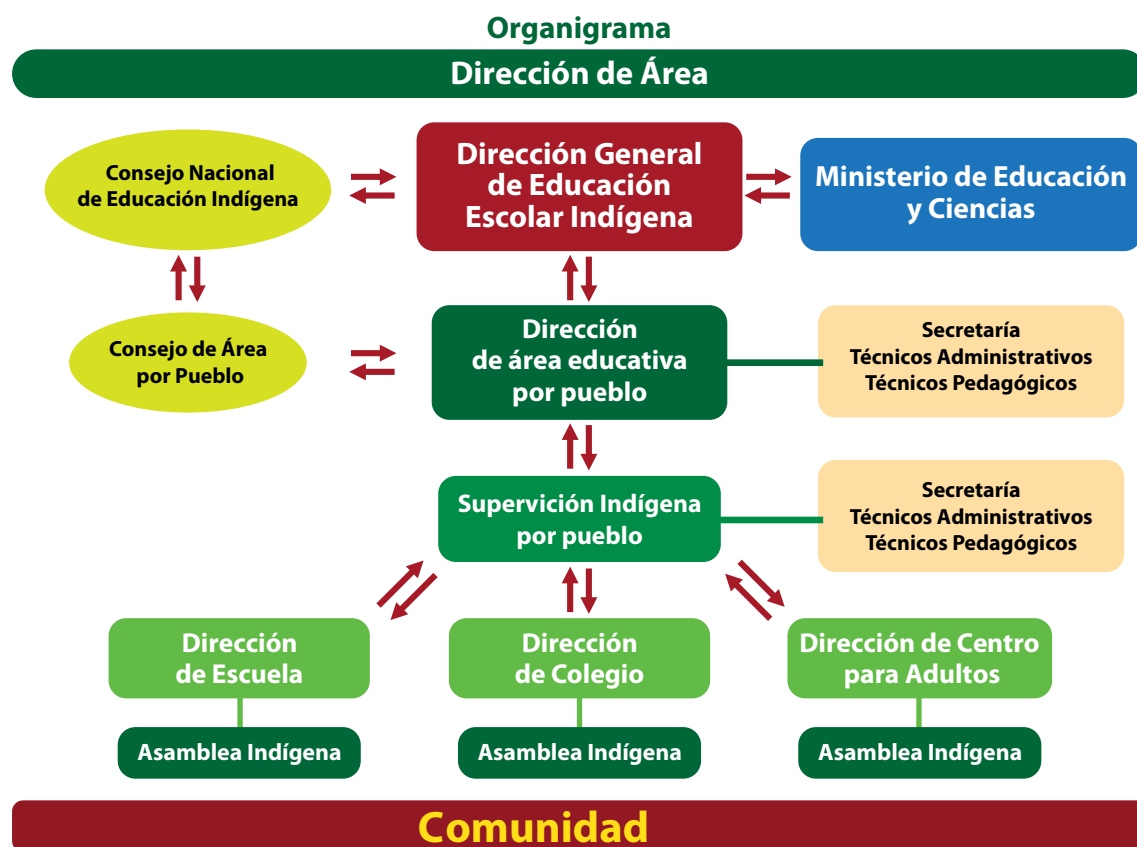 Organigrama
Dirección de Área
Consejo Nacional
de Educación Indígena
Dirección General
de Educación
Escolar Indígena
Ministerio de Educación
y Ciencias
Consejo de Área
por Pueblo
Dirección
de área educativa
por pueblo
Secretaría
Técnicos Administrativos
Técnicos Pedagógicos
Supervición Indígena
por pueblo
Secretaría
Técnicos Administrativos
Técnicos Pedagógicos
Dirección
de Escuela
Dirección
de Colegio
Dirección de Centro
para Adultos
Asamblea Indígena
Asamblea Indígena
Asamblea Indígena
Comunidad